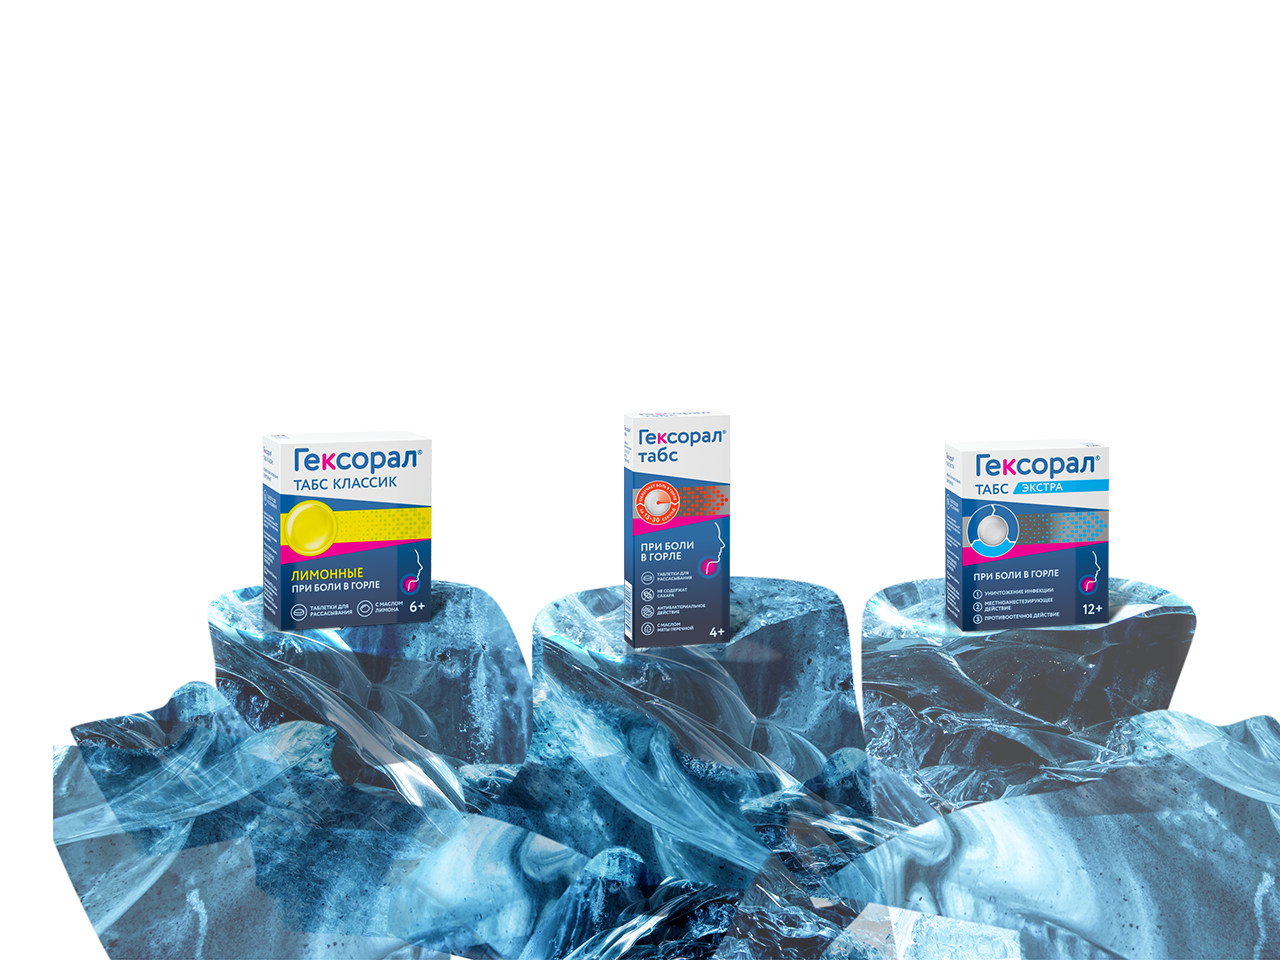 Гексорал®
ТАБС КЛАССИК
ЛИМОННЫЕ
ПРИ БОЛИ В ГОРЛЕ
ТАБЛЕТКИ ДЛЯ
РАССАСЫВАНИЯ
С МАСЛОМ
ЛИМОНА
6+
Гексорал®
табс
15-30
ПРИ БОЛИ
В ГОРЛЕ
ТАБЛЕТКИ ДЛЯ
РАССАСЫВАНИЯ
НЕ СОДЕРЖАТ
САХАРА
АНТИБАКТЕРИАЛЬНОЕ
ДЕЙСТВИЕ
С МАСЛОМ
МЯТЫ ПЕРЕЧНОЙ
4+
Гексорал®
ТАБС ЭКСТРА
ПРИ БОЛИ В ГОРЛЕ
1 УНИЧТОЖЕНИЕ ИНФЕКЦИИ
2 МЕСТНОАНЕСТЕЗИРУЮЩЕЕ
ДЕЙСТВИЕ
3 ПРОТИВООТЕЧНОЕ ДЕЙСТВИЕ
12+